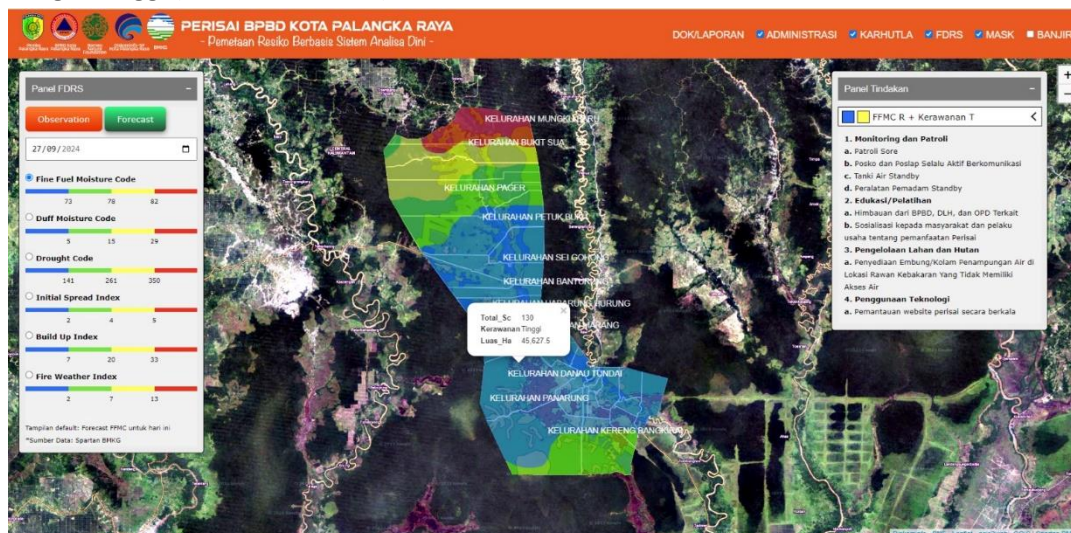 PERISAI BPBD KOTA PALANGKA RAYA
- Pemetaan Resiko Berbasis Sistem Analisa Dini -
BMKG
DOK/LAPORAN ADMINISTRASI KARHUTLA FDRS MASK BANJIR
Panel FDRS
Observation Forecast
27/09/2024
Fine Fuel Moisture Code
73 78 82
Duff Moisture Code
5 15 29
Drought Code
141 261 350
Initial Spread Index
2 4 5
Build Up Index
7 20 33
Fire Weather Index
2 7 13
Tampilan default: Forecast FFMC untuk hari ini
*Sumber Data: Spartan BMKG
KELURAHAN BUKIT SUA
KELURAHAN PAGER
KELURAHAN PETUK BUKIT
KELURAHAN SEI GOHONG
KELURAHAN BANTURUNG
Total_Sc 130
Kerawanan Tinggi
Luas_Ha 45,627.5
KELURAHAN DANAU TUNDAI
KELURAHAN PANARUNG
KELURAHAN KERENG BANGKIRAI
Panel Tindakan
FFMC R + Kerawanan T
1. Monitoring dan Patroli
a. Patroli Sore
b. Posko dan Poslap Selalu Aktif Berkomunikasi
c. Tanki Air Standby
d. Peralatan Pemadam Standby
2. Edukasi/Pelatihan
a. Himbauan dari BPBD, DLH, dan OPD Terkait
b. Sosialisasi kepada masyarakat dan pelaku
usaha tentang pemanfaatan Perisai
3. Pengelolaan Lahan dan Hutan
a. Penyediaan Embung/Kolam Penampungan Air di
Lokasi Rawan Kebakaran Yang Tidak Memiliki
Akses Air
4. Penggunaan Teknologi
a. Pemantauan website perisai secara berkala